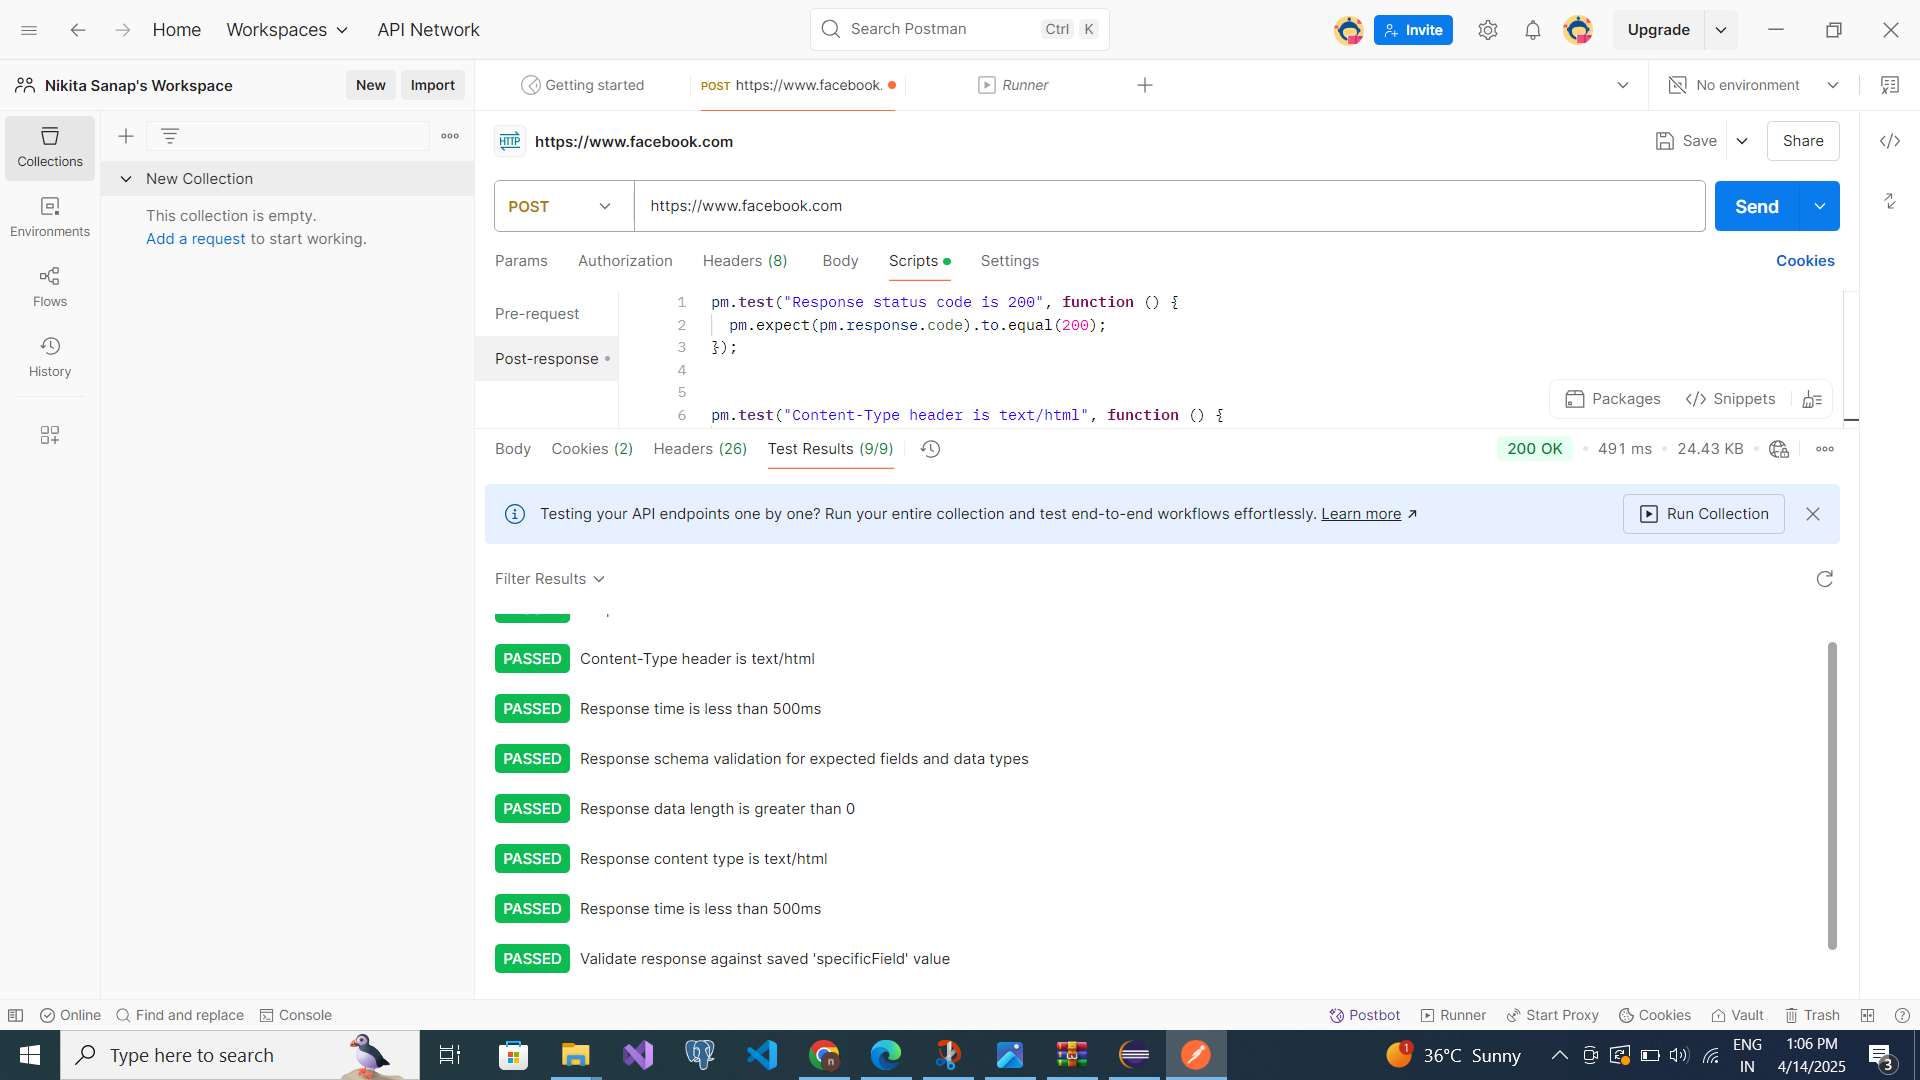 Home Workspaces API Network Search Postman Ctrl K Invite Upgrade
Nikita Sanap's Workspace New Import
Getting started POST https://www.facebook. Runner No environment
Collections
Environments
Flows
History
New Collection
This collection is empty.
Add a request to start working.
HTTP https://www.facebook.com Save Share
POST https://www.facebook.com Send
Params Authorization Headers (8) Body Scripts Settings Cookies
Pre-request
Post-response
1 pm.test("Response status code is 200", function () {
2 pm.expect(pm.response.code).to.equal(200);
3 });
4
5
6 pm.test("Content-Type header is text/html", function () {
Packages Snippets
Body Cookies (2) Headers (26) Test Results (9/9) 200 OK 491 ms 24.43 KB
Testing your API endpoints one by one? Run your entire collection and test end-to-end workflows effortlessly. Learn more Run Collection
Filter Results
PASSED Content-Type header is text/html
PASSED Response time is less than 500ms
PASSED Response schema validation for expected fields and data types
PASSED Response data length is greater than 0
PASSED Response content type is text/html
PASSED Response time is less than 500ms
PASSED Validate response against saved 'specificField' value
Online Find and replace Console Postbot Runner Start Proxy Cookies Vault Trash
Type here to search
n
1
36°C Sunny
ENG
IN
1:06 PM
4/14/2025
3